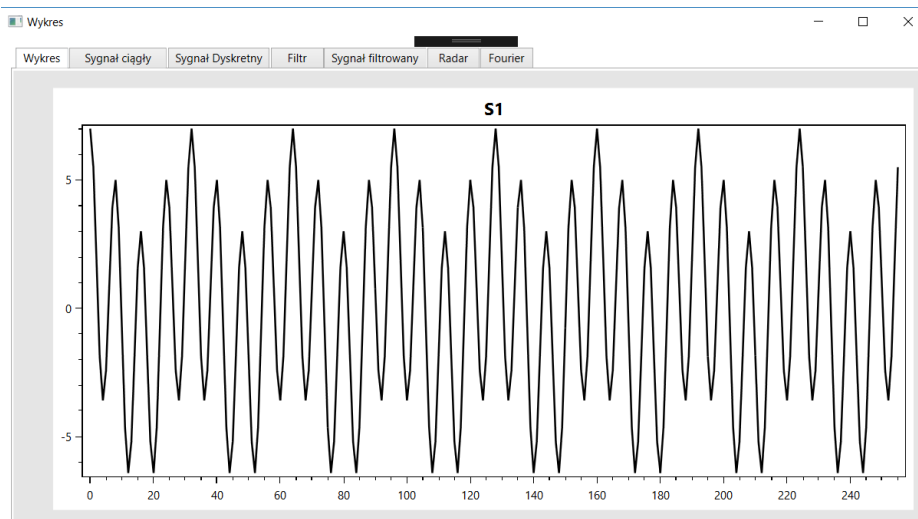 Wykres
Wykres Sygnał ciągły Sygnał Dyskretny Filtr Sygnał filtrowany Radar Fourier
S1
5
0
-5
0 20 40 60 80 100 120 140 160 180 200 220 240